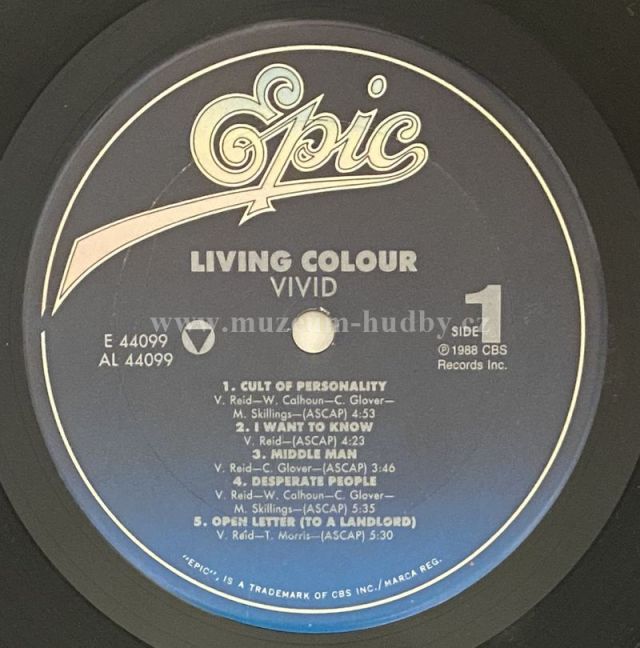 Epic
LIVING COLOUR
VIVID
www.muzeum-hudby.cz
E 44099
AL 44099
SIDE 1
℗ 1988 CBS
Records Inc.
1. CULT OF PERSONALITY
V. Reid—W. Calhoun—C. Glover—
M. Skillings—(ASCAP) 4:53
2. I WANT TO KNOW
V. Reid—(ASCAP) 4:23
3. MIDDLE MAN
V. Reid—C. Glover—(ASCAP) 3:46
4. DESPERATE PEOPLE
V. Reid—W. Calhoun—C. Glover—
M. Skillings—(ASCAP) 5:35
5. OPEN LETTER (TO A LANDLORD)
V. Reid—T. Morris—(ASCAP) 5:30
"EPIC", IS A TRADEMARK OF CBS INC./MARCA REG.